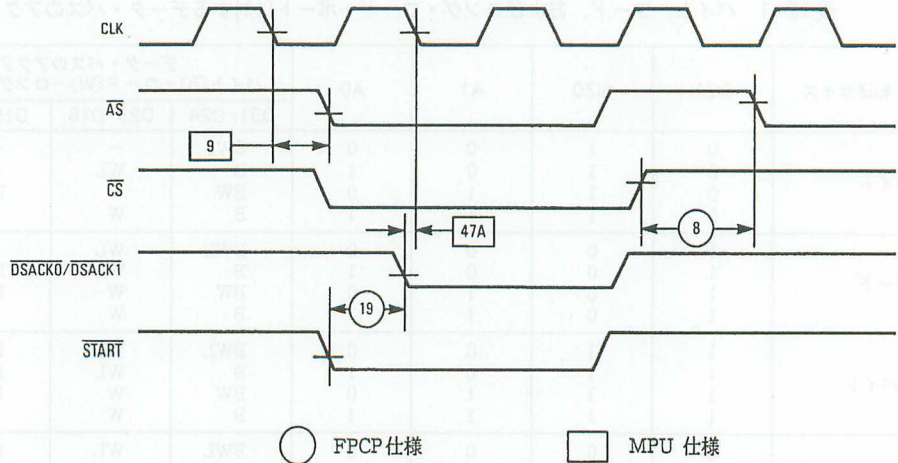 CLK
AS
9
CS
8
47A
DSACK0/DSACK1
19
START
FPCP 仕様
MPU 仕様